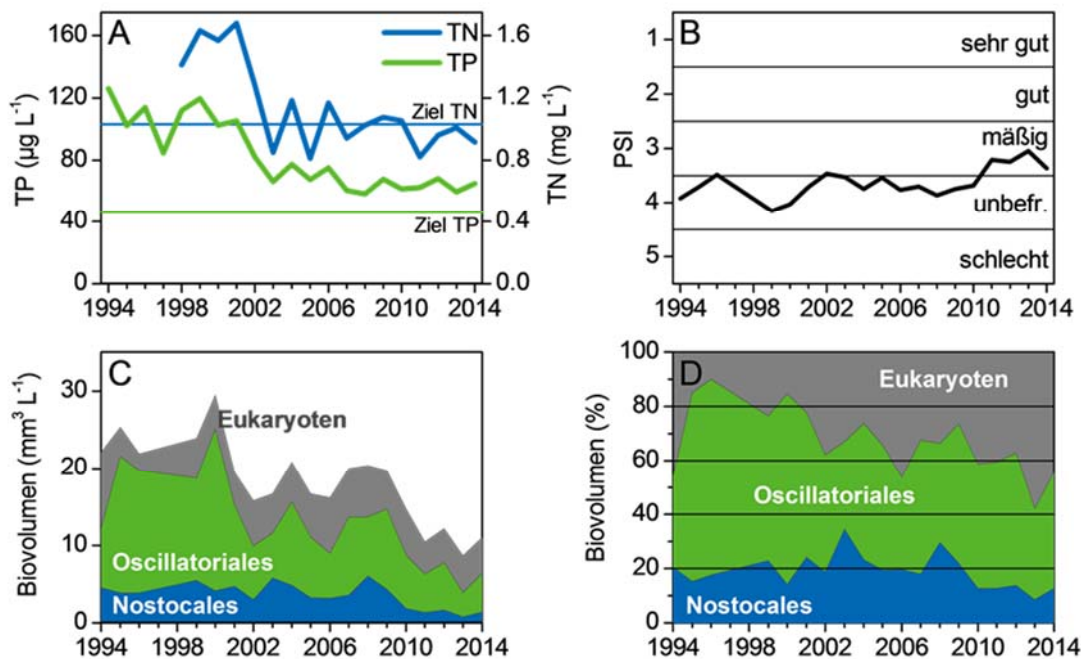 A
TN
TP
Ziel TN
Ziel TP
TP (µg L⁻¹)
160
120
80
40
0
TN (mg L⁻¹)
1.6
1.2
0.8
0.4
0.0
1994 1998 2002 2006 2010 2014
B
PSI
1
2
3
4
5
sehr gut
gut
mäßig
unbefr.
schlecht
1994 1998 2002 2006 2010 2014
C
Biovolumen (mm³ L⁻¹)
30
20
10
0
Eukaryoten
Oscillatoriales
Nostocales
1994 1998 2002 2006 2010 2014
D
Biovolumen (%)
100
80
60
40
20
0
Eukaryoten
Oscillatoriales
Nostocales
1994 1998 2002 2006 2010 2014